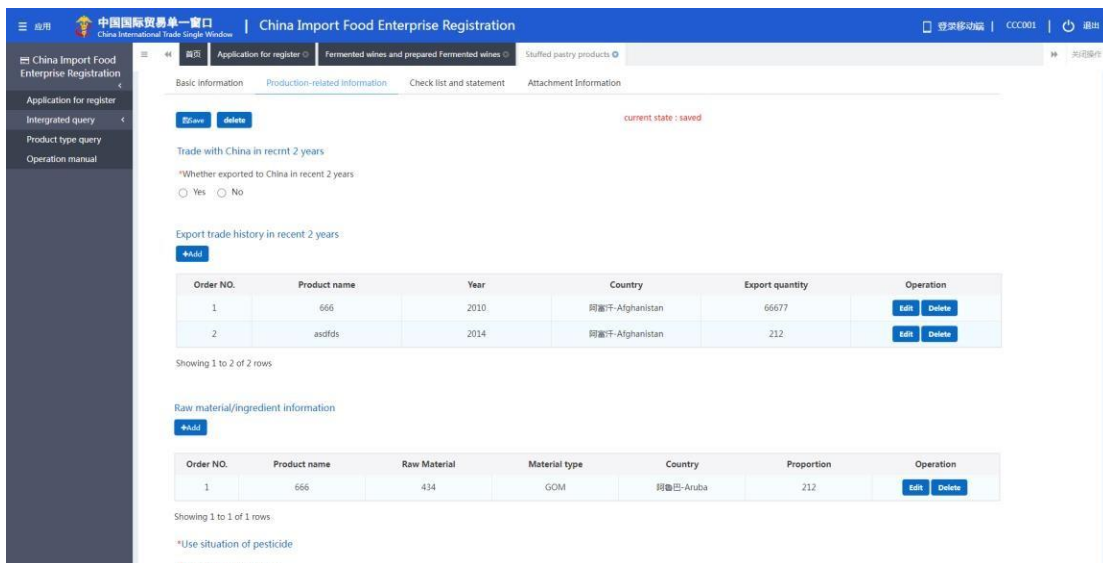 应用 中国国际贸易单一窗口 | China Import Food Enterprise Registration 登录移动端 | CCC001 | 退出
China International Trade Single Window
China Import Food Enterprise Registration
首页 Application for register Fermented wines and prepared Fermented wines Stuffed pastry products 关闭操作
Basic information Production-related information Check list and statement Attachment Information
Application for register
Intergrated query
Product type query
Operation manual
Save delete current state : saved
Trade with China in recrnt 2 years
*Whether exported to China in recent 2 years
Yes No
Export trade history in recent 2 years
+Add
Order NO. Product name Year Country Export quantity Operation
1 666 2010 阿富汗-Afghanistan 66677 Edit Delete
2 asdfds 2014 阿富汗-Afghanistan 212 Edit Delete
Showing 1 to 2 of 2 rows
Raw material/ingredient information
+Add
Order NO. Product name Raw Material Material type Country Proportion Operation
1 666 434 GOM 阿鲁巴-Aruba 212 Edit Delete
Showing 1 to 1 of 1 rows
*Use situation of pesticide